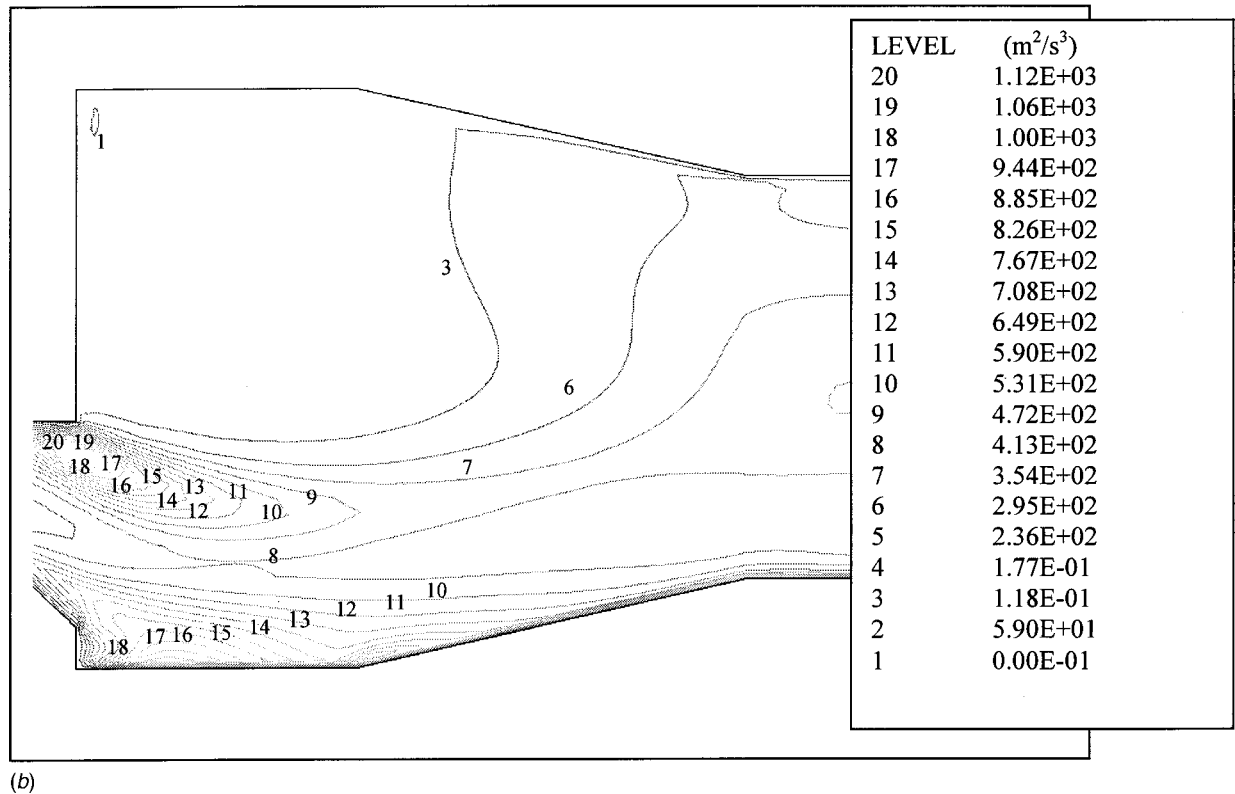 LEVEL (m²/s³)
20 1.12E+03
19 1.06E+03
18 1.00E+03
17 9.44E+02
16 8.85E+02
15 8.26E+02
14 7.67E+02
13 7.08E+02
12 6.49E+02
11 5.90E+02
10 5.31E+02
9 4.72E+02
8 4.13E+02
7 3.54E+02
6 2.95E+02
5 2.36E+02
4 1.77E-01
3 1.18E-01
2 5.90E+01
1 0.00E-01
1
3
6
7
20 19
18 17
16 15
14 13
12 11
10 9
8
10
11
12
13
14
15
16
17
18
(b)